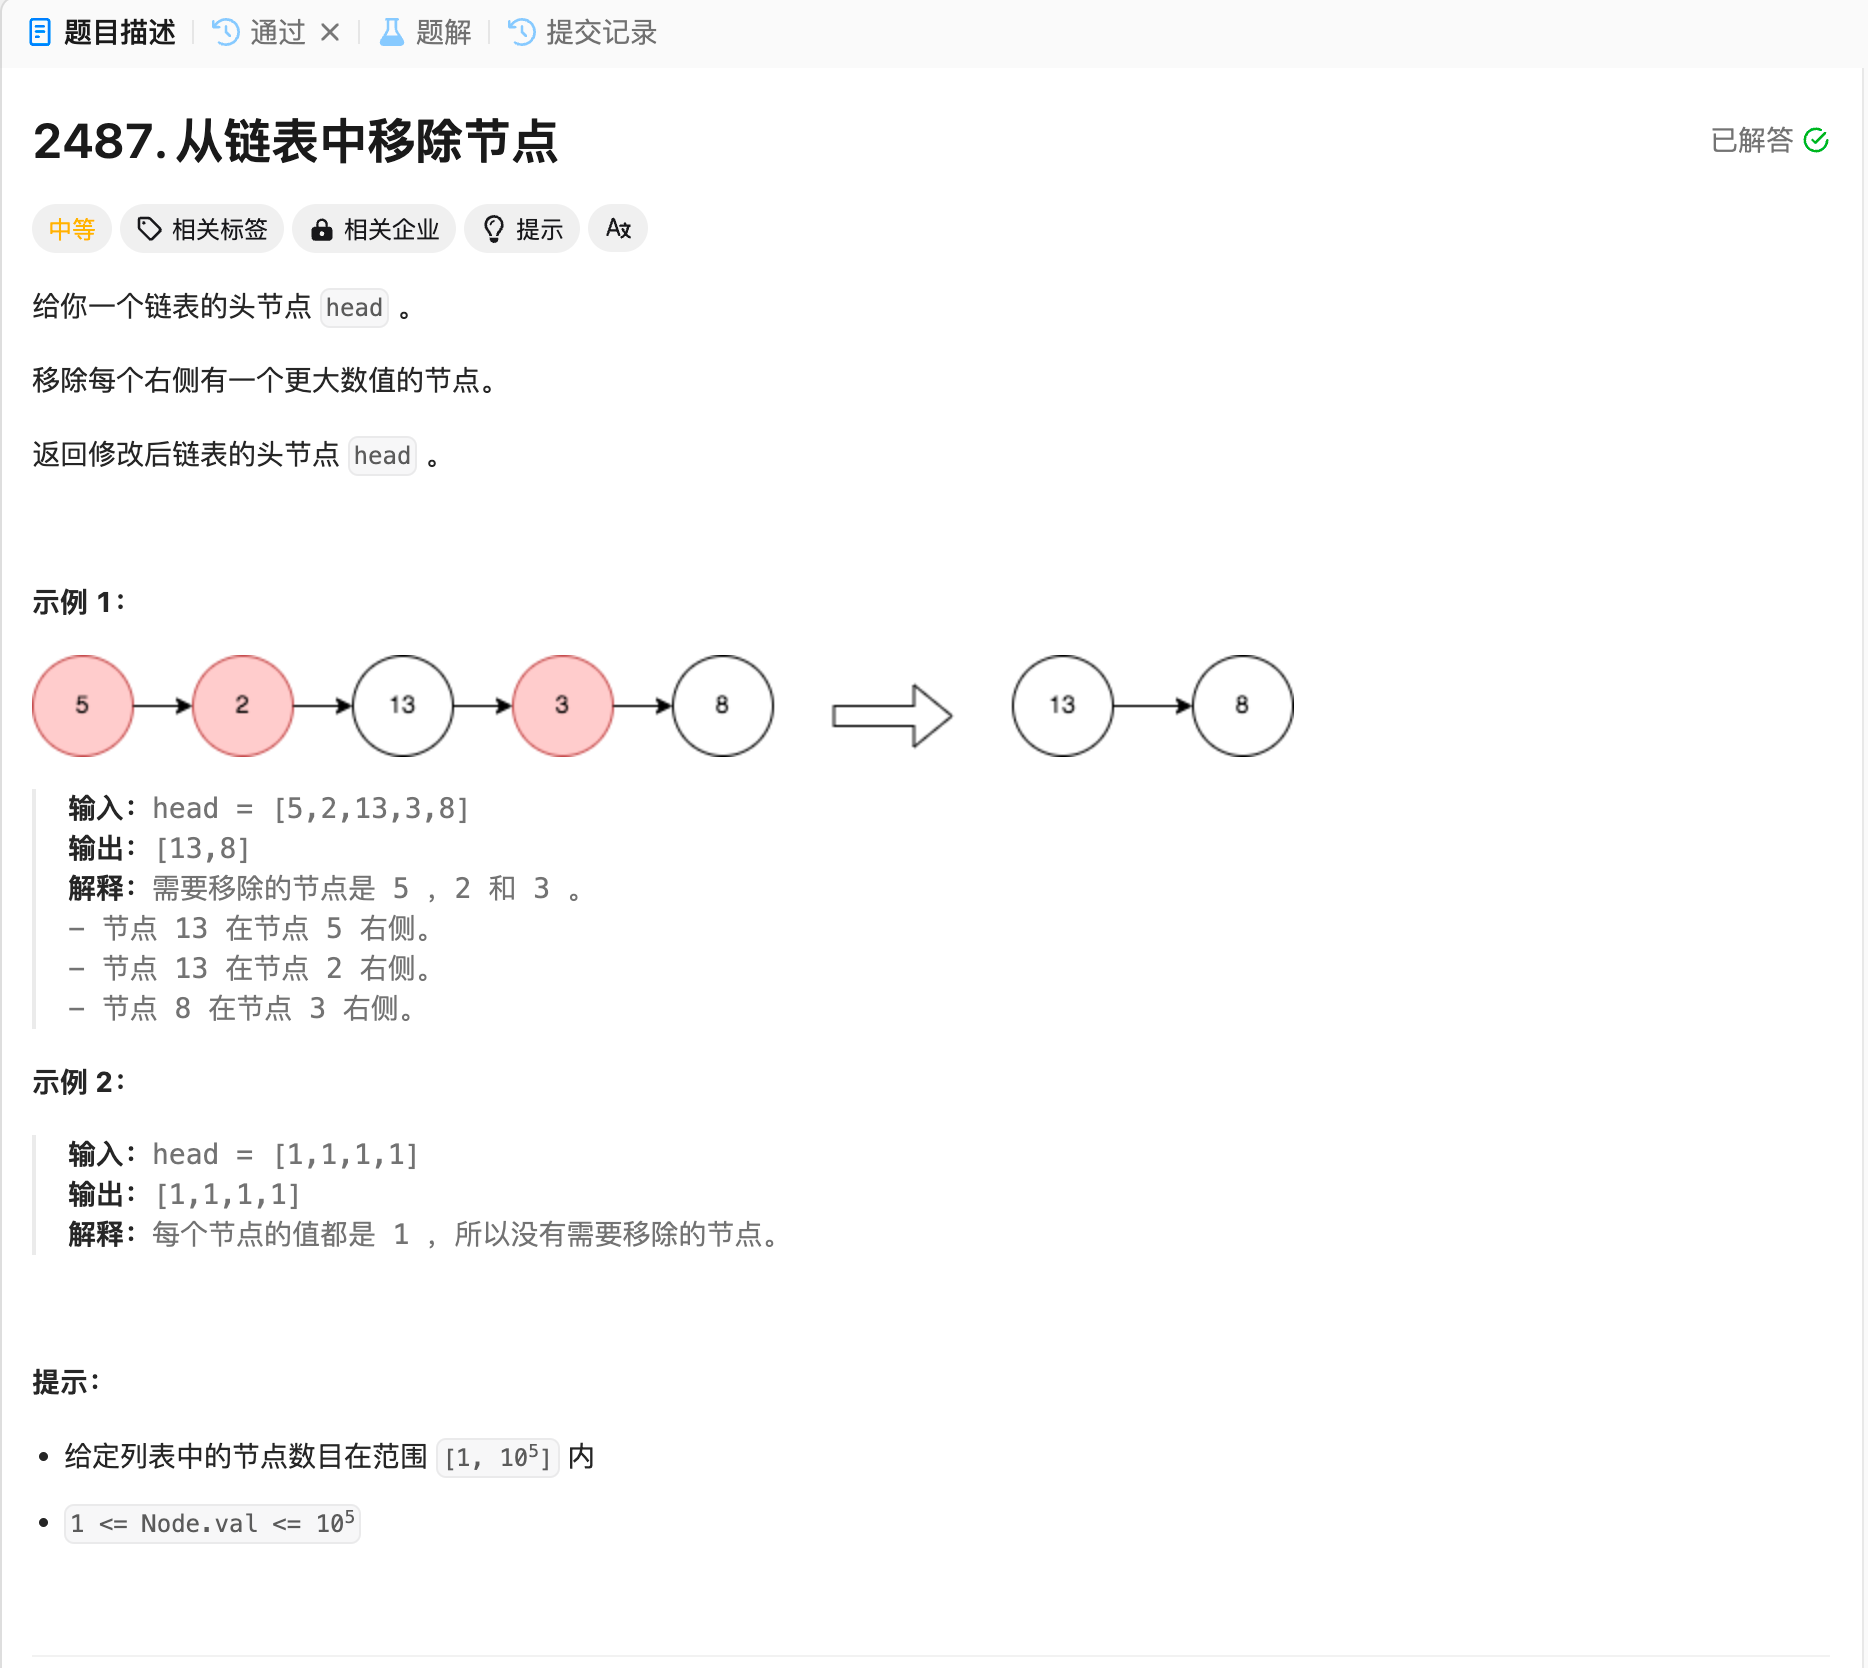 题目描述 通过 题解 提交记录
2487. 从链表中移除节点
已解答
中等 相关标签 相关企业 提示
给你一个链表的头节点 head 。
移除每个右侧有一个更大数值的节点。
返回修改后链表的头节点 head 。
示例 1：
5 2 13 3 8 13 8
输入：head = [5,2,13,3,8]
输出：[13,8]
解释：需要移除的节点是 5 ，2 和 3 。
- 节点 13 在节点 5 右侧。
- 节点 13 在节点 2 右侧。
- 节点 8 在节点 3 右侧。
示例 2：
输入：head = [1,1,1,1]
输出：[1,1,1,1]
解释：每个节点的值都是 1 ，所以没有需要移除的节点。
提示：
• 给定列表中的节点数目在范围 [1, 10⁵] 内
• 1 <= Node.val <= 10⁵